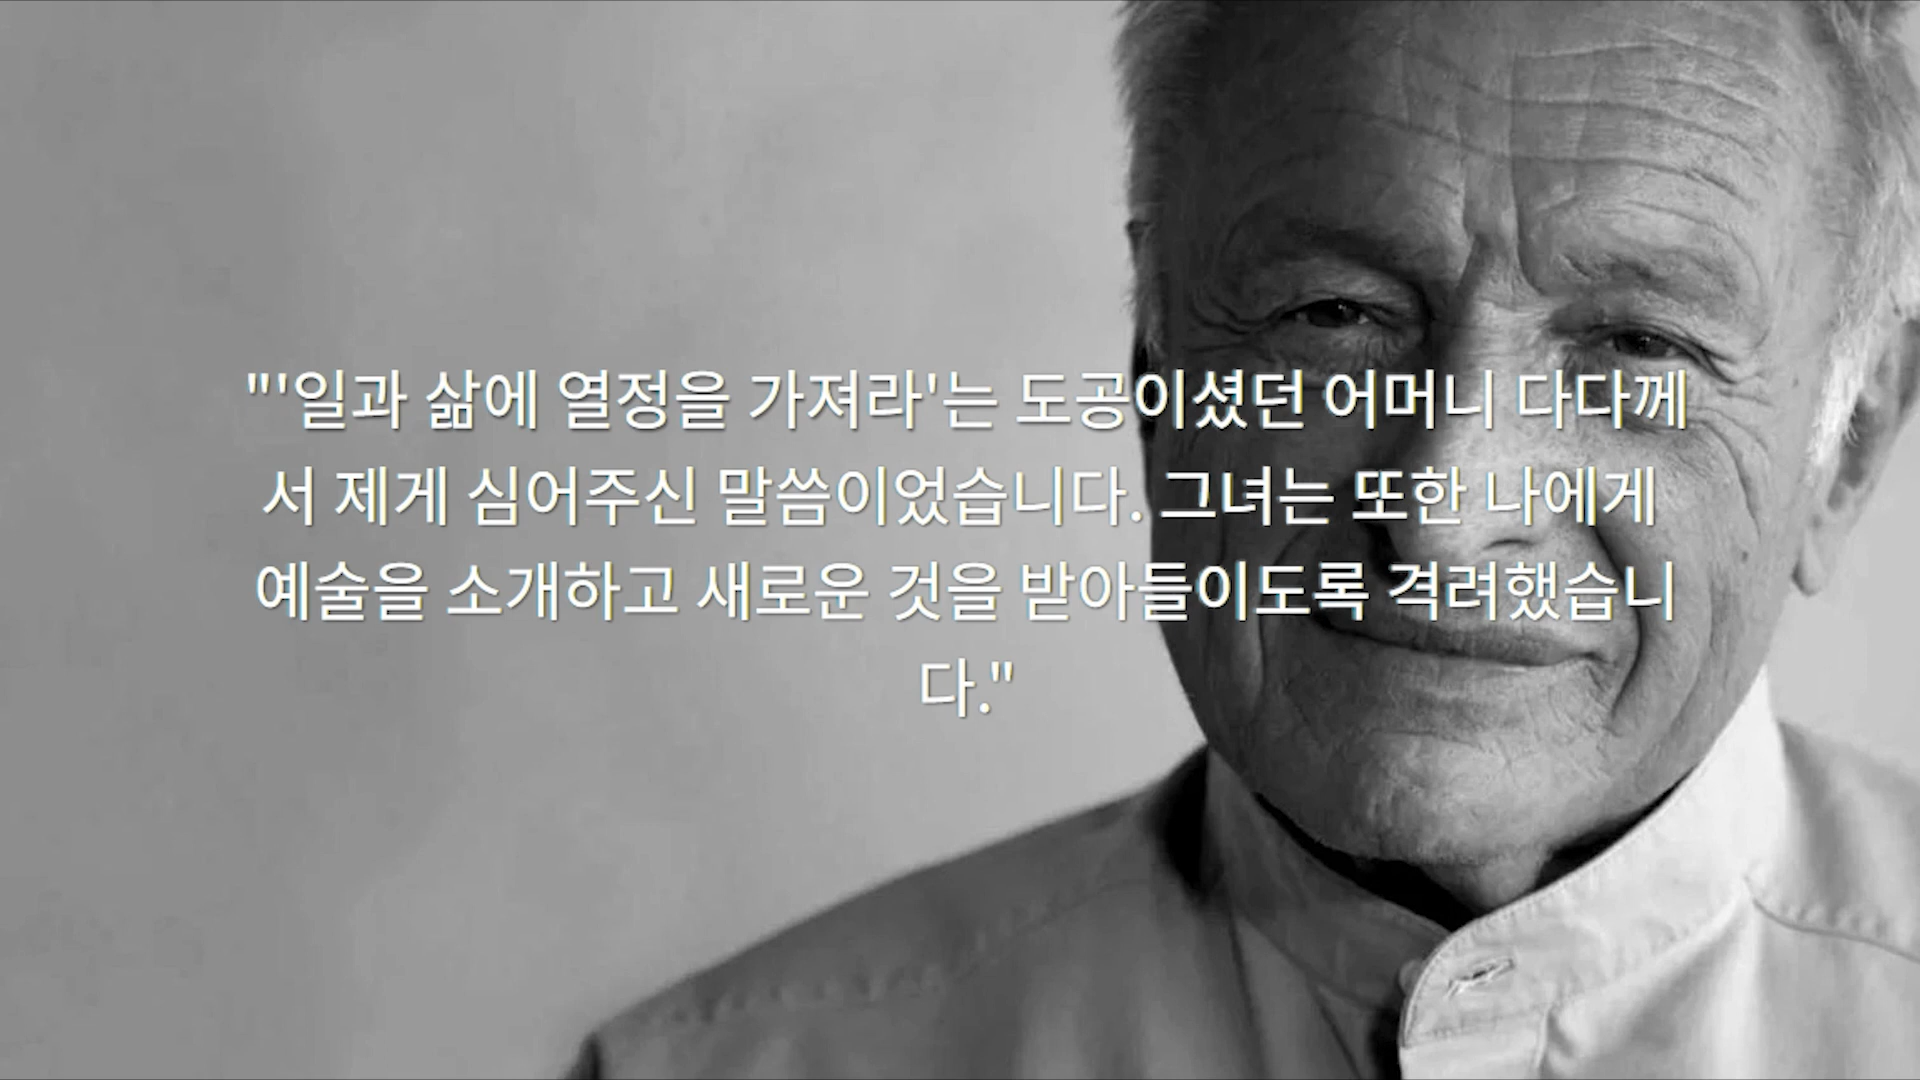 "'일과 삶에 열정을 가져라'는 도공이셨던 어머니 다다께
서 제게 심어주신 말씀이었습니다. 그녀는 또한 나에게
예술을 소개하고 새로운 것을 받아들이도록 격려했습니
다."